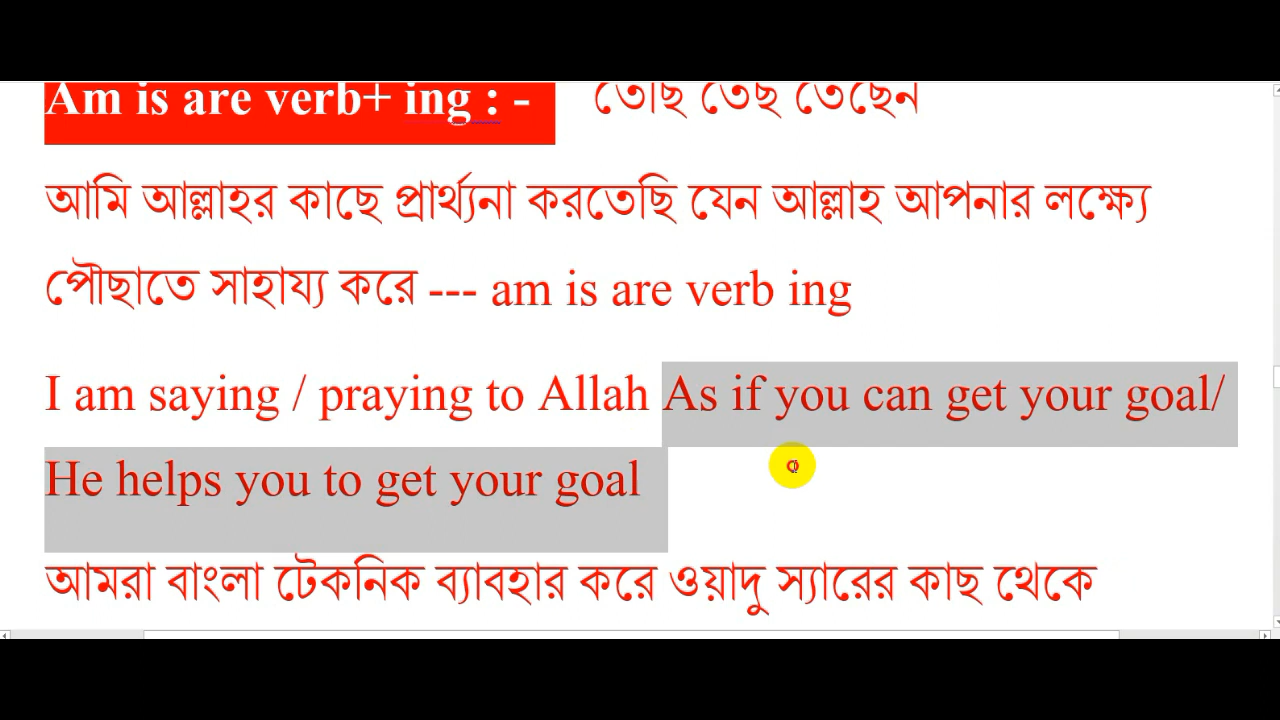 Am is are verb+ ing : - তেছি তেছ তেছেন
আমি আল্লাহর কাছে প্রার্থ্যনা করতেছি যেন আল্লাহ আপনার লক্ষ্যে
পৌছাতে সাহায্য করে --- am is are verb ing
I am saying / praying to Allah As if you can get your goal/
He helps you to get your goal
আমরা বাংলা টেকনিক ব্যাবহার করে ওয়াদু স্যারের কাছ থেকে